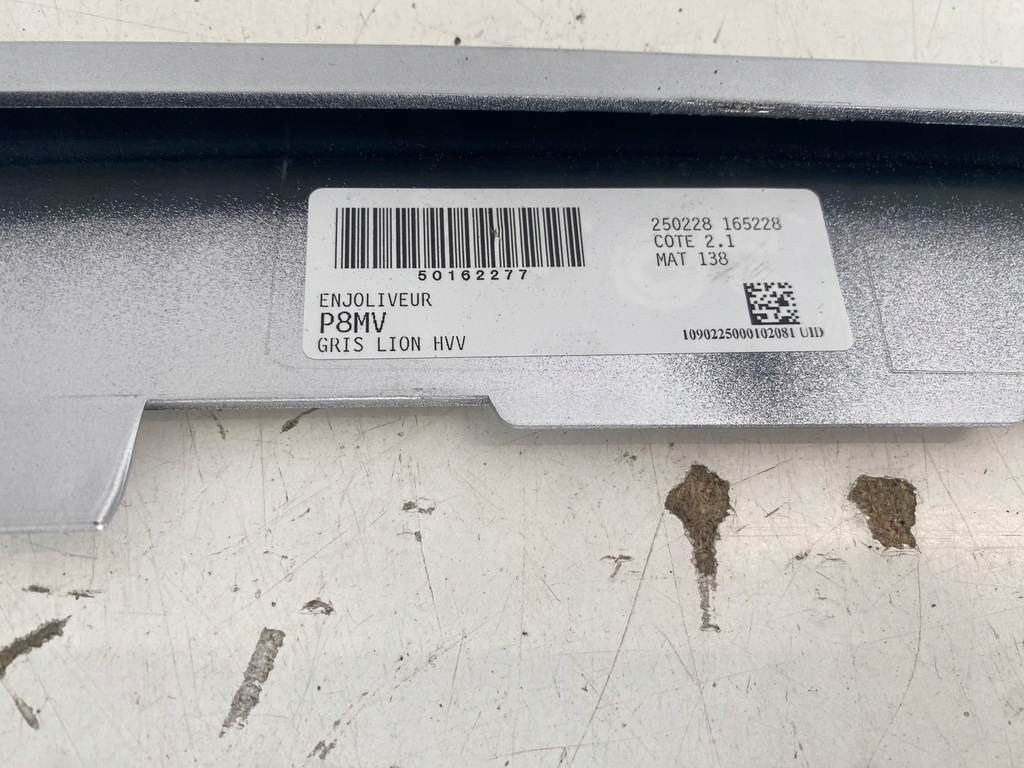 50162277
ENJOLIVEUR
P8MV
GRIS LION HVV
250228 165228
COTE 2.1
MAT 138
1090225000102081 UID